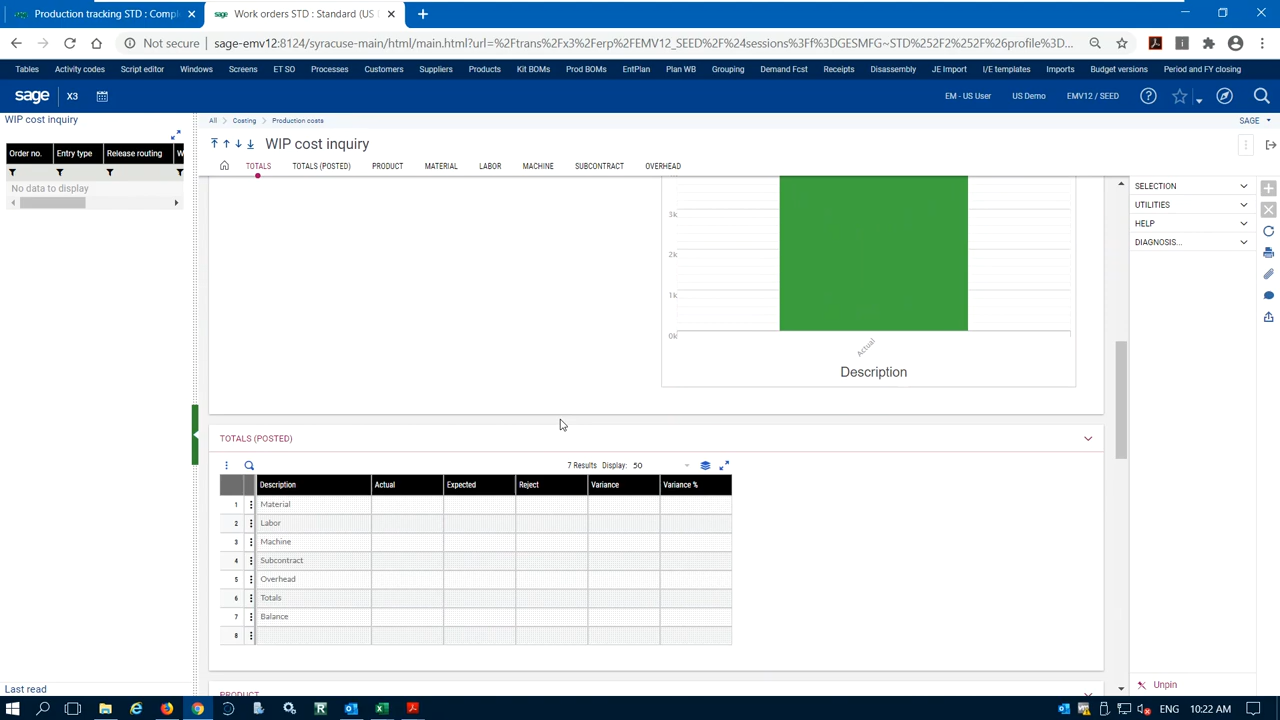 Production tracking STD : Compl
Work orders STD : Standard (US
Not secure
sage-emv12:8124/syracuse-main/html/main.html?url=%2Ftrans%2Fx3%2Ferp%2FEMV12_SEED%2F%24sessions%3Ff%3DGESMFG~STD%252F2%252F%26profile%3D...
Tables Activity codes Script editor Windows Screens ET SO Processes Customers Suppliers Products Kit BOMs Prod BOMs EntPlan Plan WB Grouping Demand Fcst Receipts Disassembly JE Import I/E templates Imports Budget versions Period and FY closing
sage X3
EM - US User US Demo EMV12 / SEED
WIP cost inquiry
All Costing Production costs
SAGE
WIP cost inquiry
Order no. Entry type Release routing W
No data to display
TOTALS TOTALS (POSTED) PRODUCT MATERIAL LABOR MACHINE SUBCONTRACT OVERHEAD
SELECTION
UTILITIES
HELP
DIAGNOSIS...
3k
2k
1k
0k
Actual
Description
TOTALS (POSTED)
7 Results Display: 50
Description Actual Expected Reject Variance Variance %
1 Material
2 Labor
3 Machine
4 Subcontract
5 Overhead
6 Totals
7 Balance
8
PRODUCT
Last read
Unpin
ENG 10:22 AM